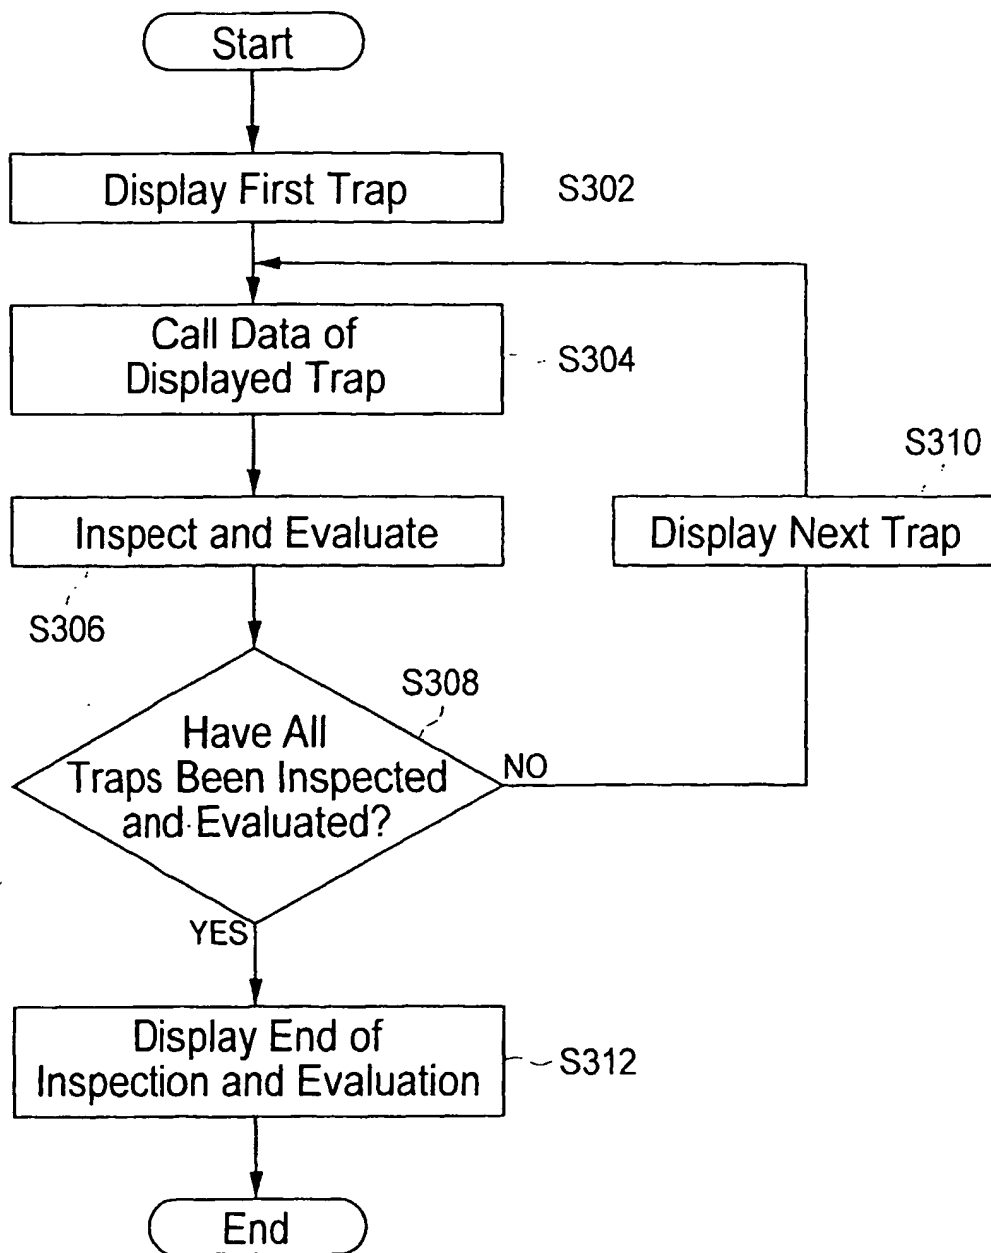 Start
Display First Trap
S302
Call Data of
Displayed Trap
S304
S310
Inspect and Evaluate
Display Next Trap
S306
S308
Have All
Traps Been Inspected
and Evaluated?
NO
YES
Display End of
Inspection and Evaluation
S312
End